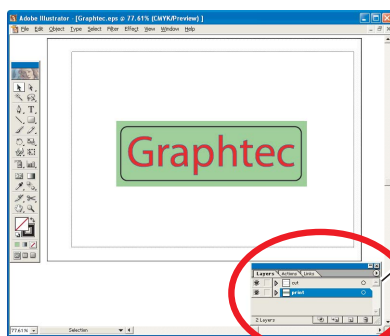 Adobe Illustrator - [Graphtec.eps @ 77.61% (CMYK/Preview) ]
File Edit Object Type Select Filter Effect View Window Help
Graphtec
Layers Actions Links
cut
print
2 Layers
77.61% Selection